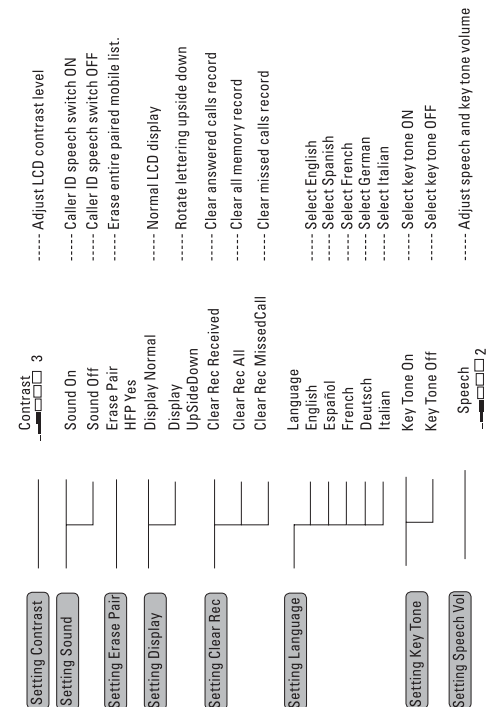 Setting Contrast
Contrast
3
----- Adjust LCD contrast level
Setting Sound
Sound On
----- Caller ID speech switch ON
Sound Off
----- Caller ID speech switch OFF
Setting Erase Pair
Erase Pair
HFP Yes
----- Erase entire paired mobile list.
Setting Display
Display Normal
----- Normal LCD display
Display
UpSideDown
----- Rotate lettering upside down
Setting Clear Rec
Clear Rec Received
----- Clear answered calls record
Clear Rec All
----- Clear all memory record
Clear Rec MissedCall
----- Clear missed calls record
Setting Language
Language
English
----- Select English
Español
----- Select Spanish
French
----- Select French
Deutsch
----- Select German
Italian
----- Select Italian
Setting Key Tone
Key Tone On
----- Select key tone ON
Key Tone Off
----- Select key tone OFF
Setting Speech Vol
Speech
2
----- Adjust speech and key tone volume